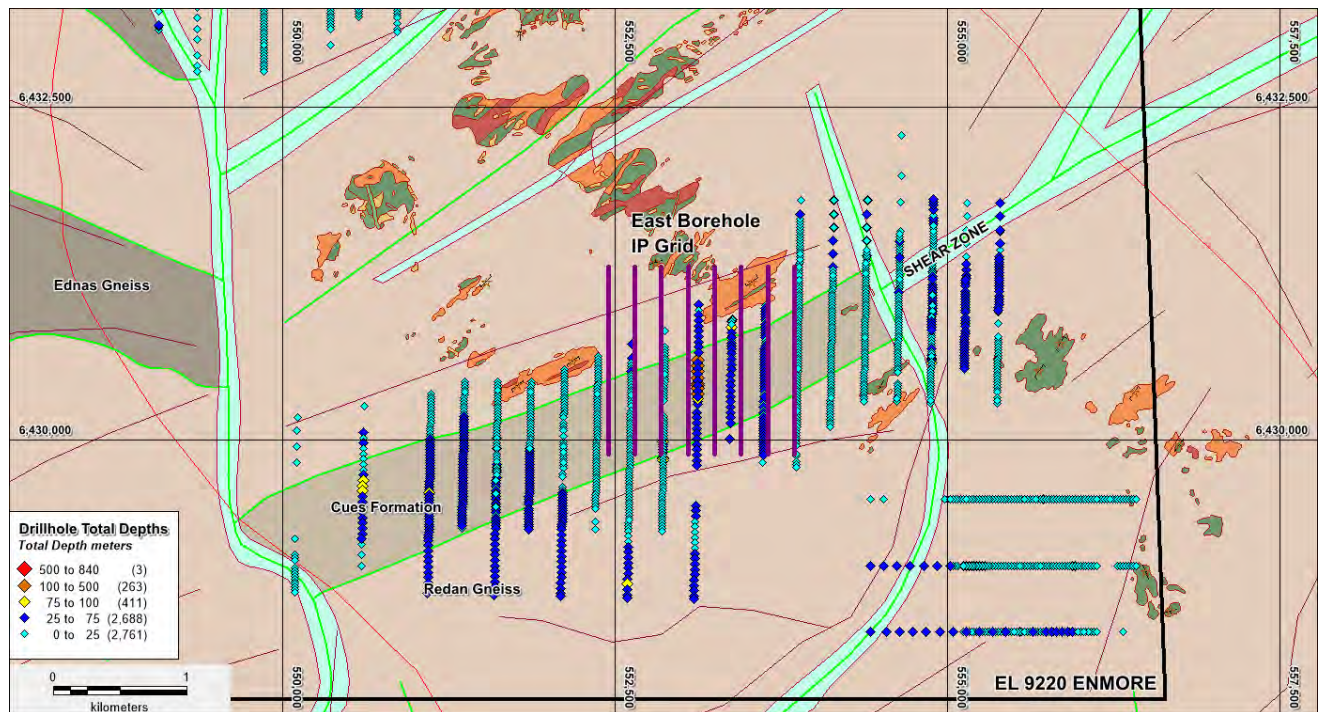 550,000
552,500
555,000
557,500
6,432,500
6,432,500
East Borehole
IP Grid
SHEAR ZONE
Ednas Gneiss
6,430,000
6,430,000
Cues Formation
Redan Gneiss
Drillhole Total Depths
Total Depth meters
500 to 840 (3)
100 to 500 (263)
75 to 100 (411)
25 to 75 (2,688)
0 to 25 (2,761)
0 1
kilometers
550,000
552,500
555,000
557,500
EL 9220 ENMORE